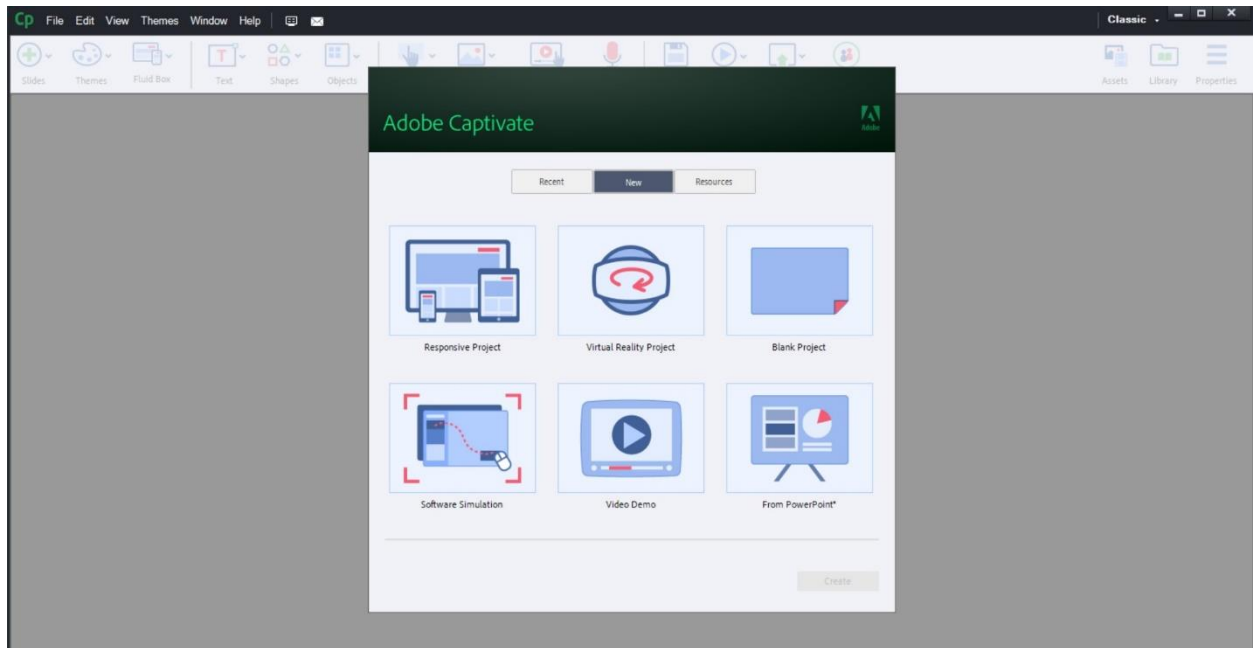 Cp File Edit View Themes Window Help Classic
Slides Themes Fluid Box Text Shapes Objects Assets Library Properties
Adobe Captivate
Adobe
Recent New Resources
Responsive Project Virtual Reality Project Blank Project
Software Simulation Video Demo From PowerPoint*
Create